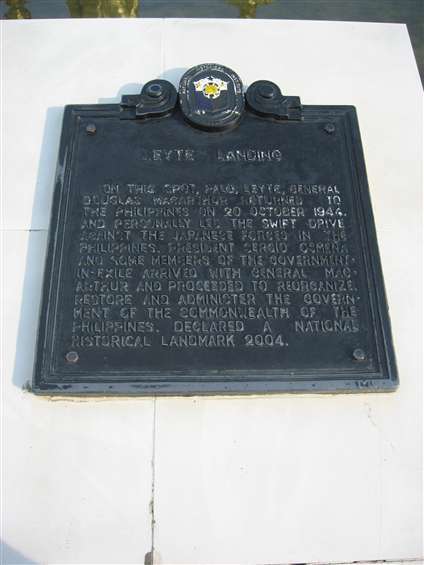 LEYTE LANDING
ON THIS SPOT, PALO, LEYTE, GENERAL
DOUGLAS MACARTHUR RETURNED TO
THE PHILIPPINES ON 20 OCTOBER 1944,
AND PERSONALLY LED THE SWIFT DRIVE
AGAINST THE JAPANESE FORCES IN THE
PHILIPPINES. PRESIDENT SERGIO OSMEÑA
AND SOME MEMBERS OF THE GOVERNMENT-
IN-EXILE ARRIVED WITH GENERAL MAC-
ARTHUR AND PROCEEDED TO REORGANIZE,
RESTORE AND ADMINISTER THE GOVERN-
MENT OF THE COMMONWEALTH OF THE
PHILIPPINES. DECLARED A NATIONAL
HISTORICAL LANDMARK 2004.